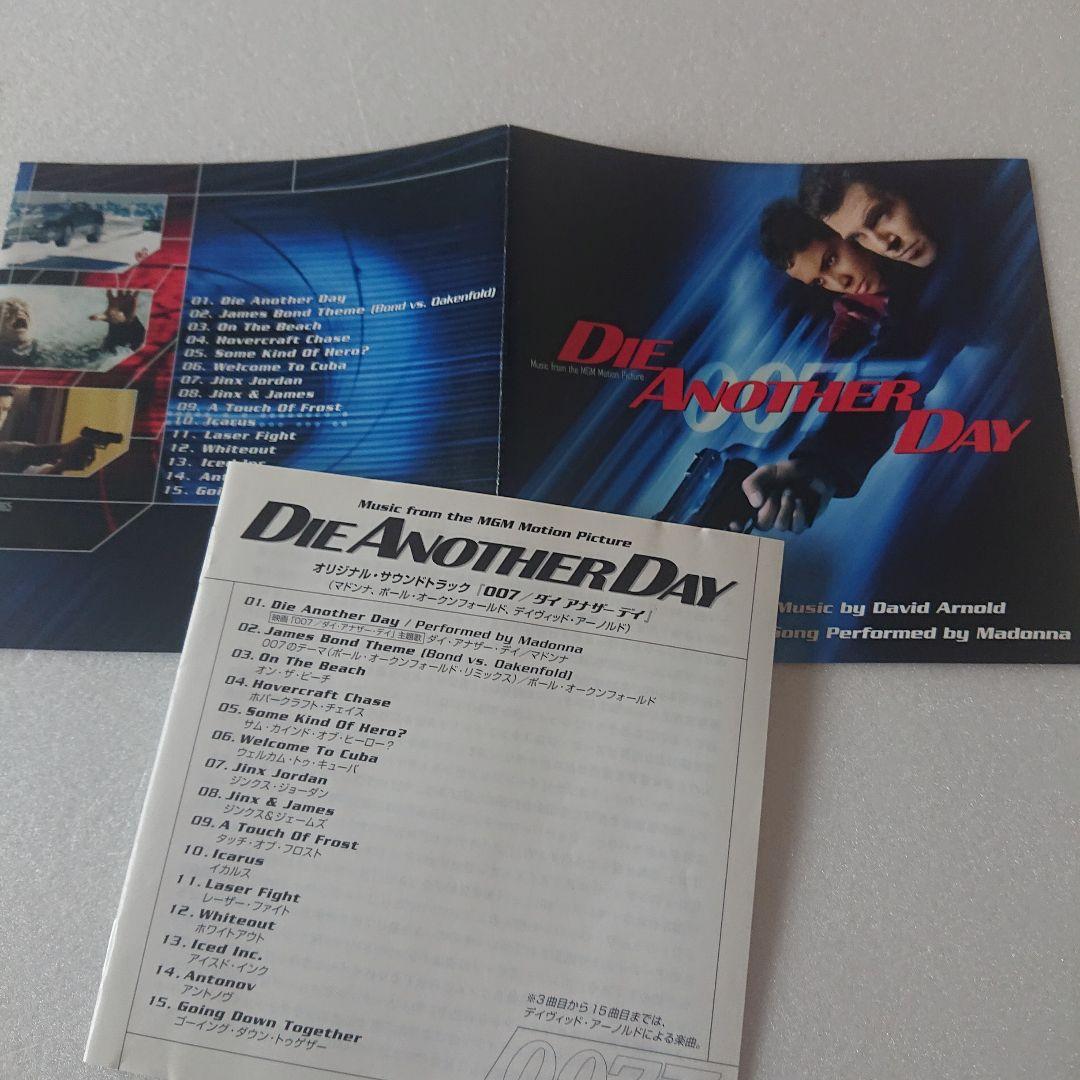 01. Die Another Day
02. James Bond Theme (Bond vs. Oakenfold)
03. On The Beach
04. Hovercraft Chase
05. Some Kind Of Hero?
06. Welcome To Cuba
07. Jinx Jordan
08. Jinx & James
09. A Touch Of Frost
10. Icarus
11. Laser Fight
12. Whiteout
13. Iced Inc.
14.
15.
Music from the MGM Motion Picture
007
DIE ANOTHER DAY
Music by David Arnold
Song Performed by Madonna
Music from the MGM Motion Picture
DIE ANOTHER DAY
オリジナル・サウンドトラック『007／ダイ アナザー デイ』
(マドンナ、ポール・オークンフォールド、デイヴィッド・アーノルド)
01. Die Another Day / Performed by Madonna
映画『007／ダイ・アナザー・デイ』主題歌 ダイ・アナザー・デイ／マドンナ
02. James Bond Theme (Bond vs. Oakenfold)
007のテーマ(ポール・オークンフォールド・リミックス)／ポール・オークンフォールド
03. On The Beach
オン・ザ・ビーチ
04. Hovercraft Chase
ホバークラフト・チェイス
05. Some Kind Of Hero?
サム・カインド・オブ・ヒーロー？
06. Welcome To Cuba
ウェルカム・トゥ・キューバ
07. Jinx Jordan
ジンクス・ジョーダン
08. Jinx & James
ジンクス&ジェームズ
09. A Touch Of Frost
タッチ・オブ・フロスト
10. Icarus
イカルス
11. Laser Fight
レーザー・ファイト
12. Whiteout
ホワイトアウト
13. Iced Inc.
アイスド・インク
14. Antonov
アントノヴ
15. Going Down Together
ゴーイング・ダウン・トゥゲザー
※3曲目から15曲目までは、
デイヴィッド・アーノルドによる楽曲。
007